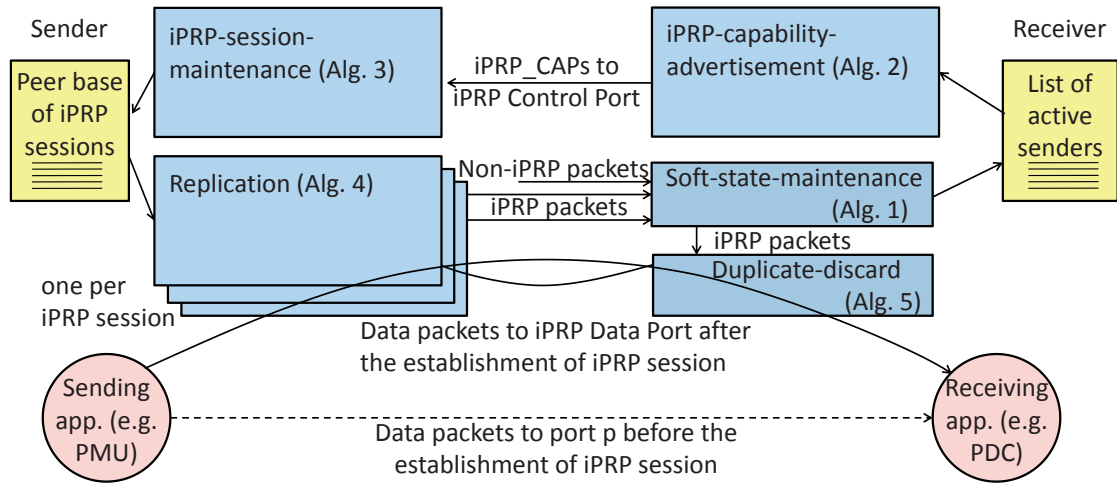 Sender
iPRP-session-
maintenance (Alg. 3)
iPRP-capability-
advertisement (Alg. 2)
Receiver
Peer base
of iPRP
sessions
iPRP_CAPs to
iPRP Control Port
List of
active
senders
Replication (Alg. 4)
Non-iPRP packets
iPRP packets
Soft-state-maintenance
(Alg. 1)
iPRP packets
Duplicate-discard
(Alg. 5)
one per
iPRP session
Data packets to iPRP Data Port after
the establishment of iPRP session
Sending
app. (e.g.
PMU)
Data packets to port p before the
establishment of iPRP session
Receiving
app. (e.g.
PDC)